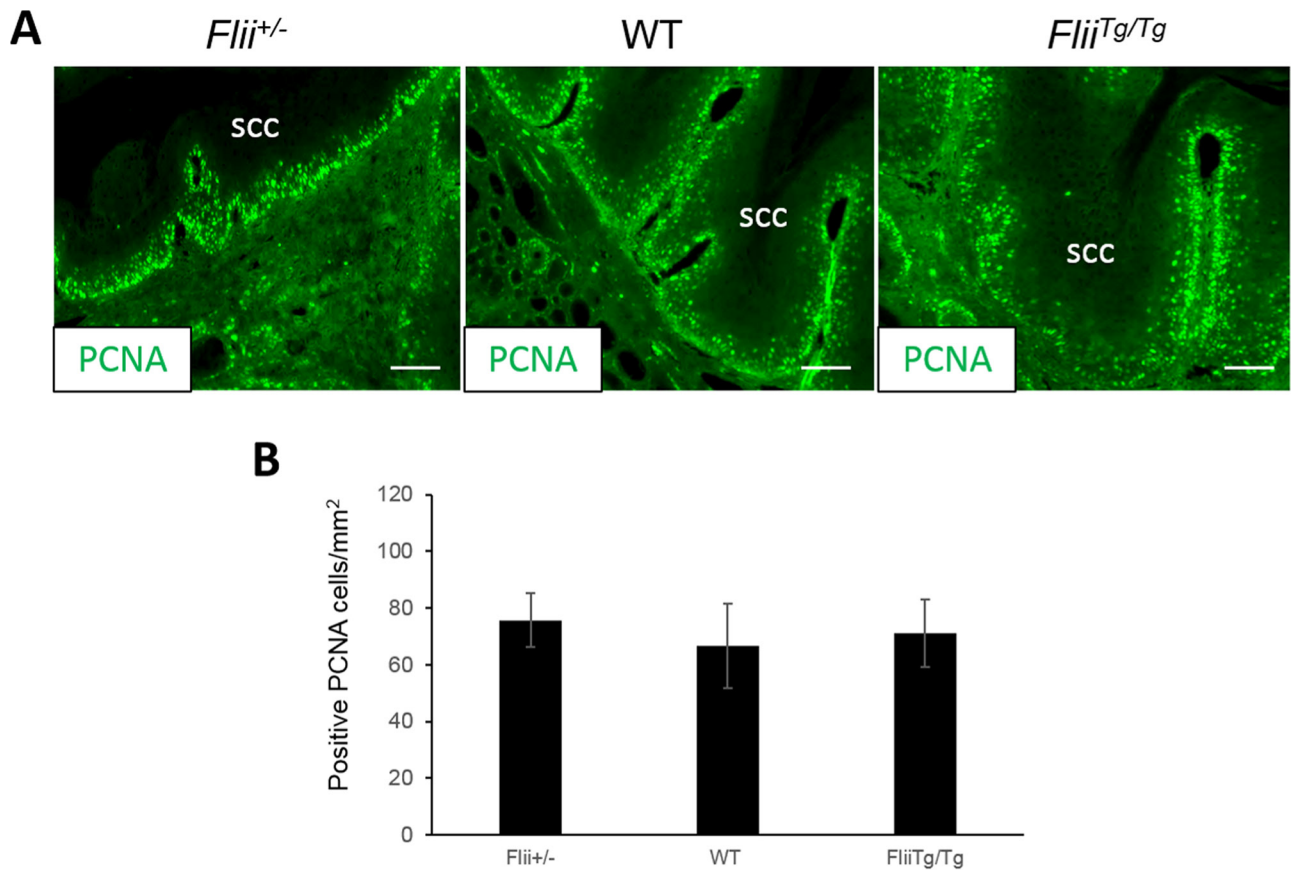 A
Flii+/-
WT
FliiTg/Tg
scc
scc
scc
PCNA
PCNA
PCNA
B
Positive PCNA cells/mm2
120
100
80
60
40
20
0
Flii+/-
WT
FliiTg/Tg